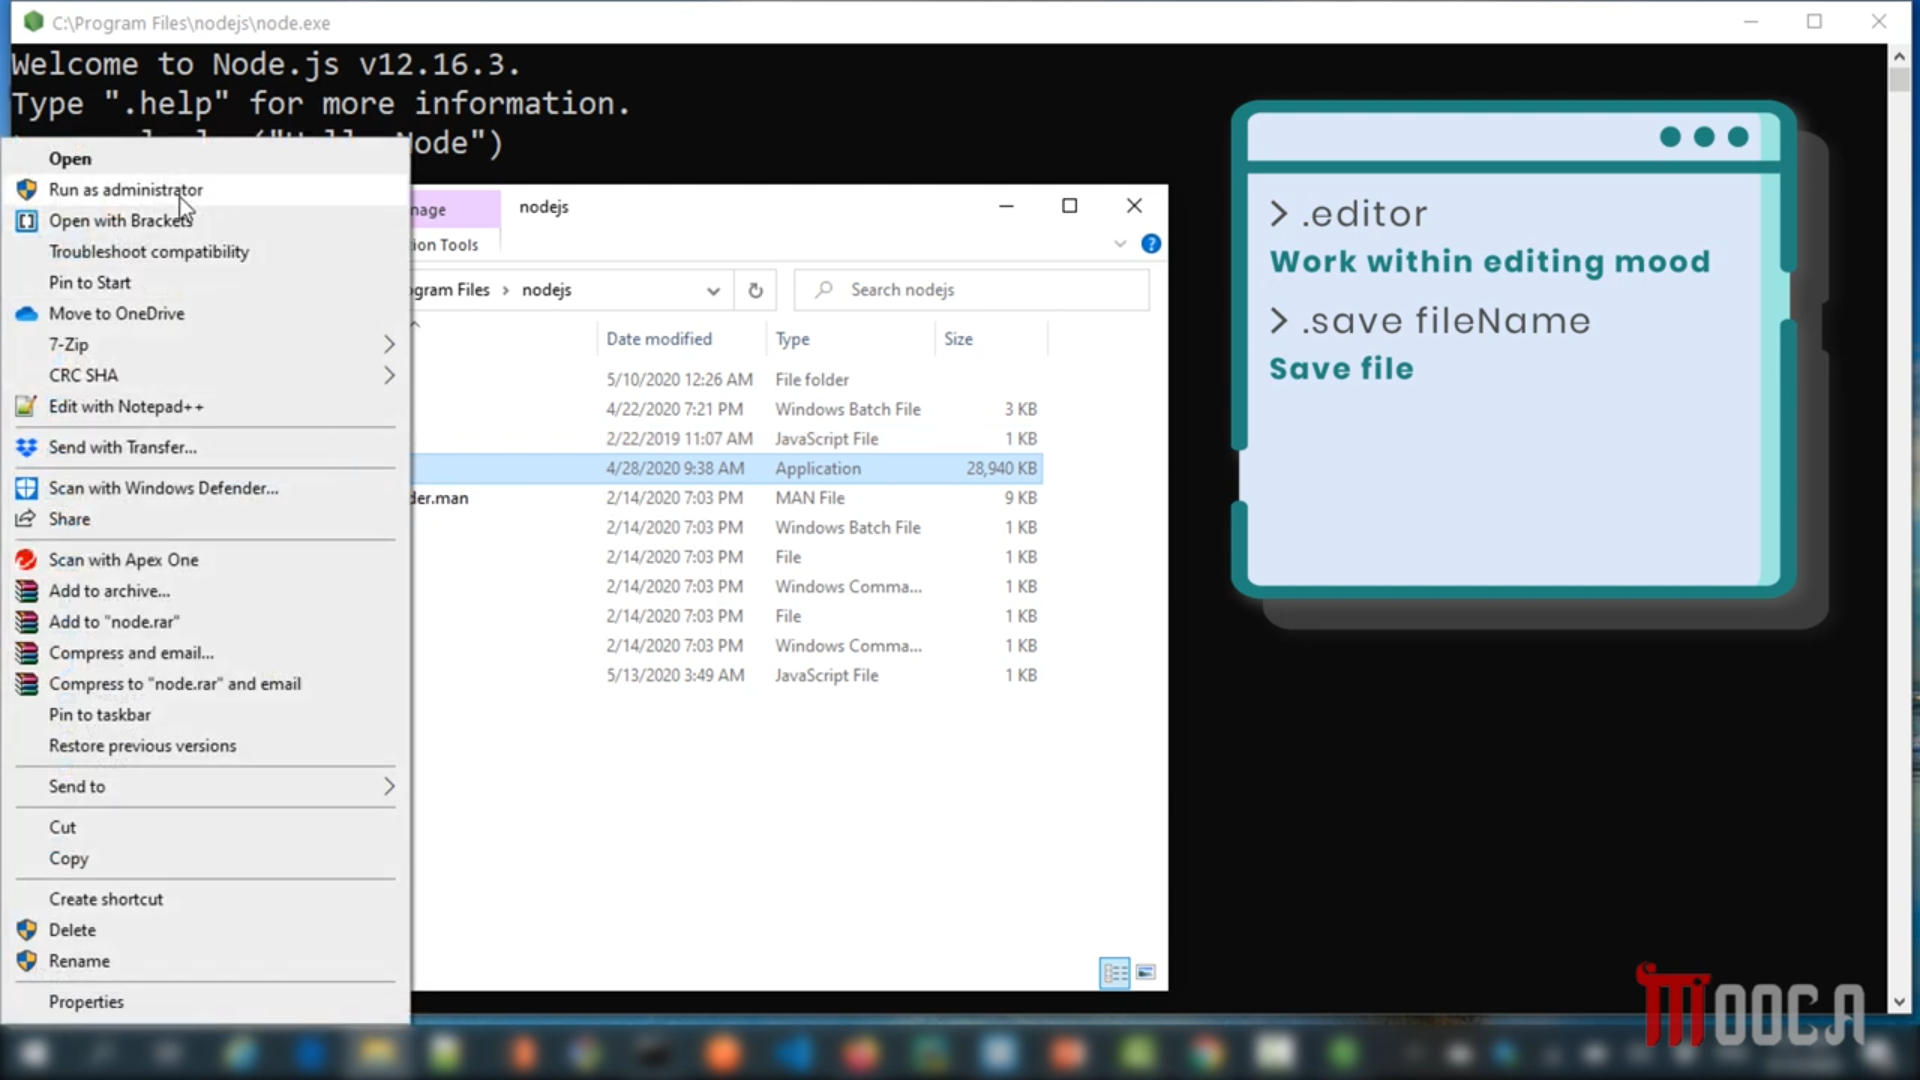 C:\Program Files\nodejs\node.exe
Welcome to Node.js v12.16.3.
Type ".help" for more information.
Node")
Open
Run as administrator
Open with Brackets
Troubleshoot compatibility
Pin to Start
Move to OneDrive
7-Zip
CRC SHA
Edit with Notepad++
Send with Transfer...
Scan with Windows Defender...
Share
Scan with Apex One
Add to archive...
Add to "node.rar"
Compress and email...
Compress to "node.rar" and email
Pin to taskbar
Restore previous versions
Send to
Cut
Copy
Create shortcut
Delete
Rename
Properties
nage
nodejs
ion Tools
ogram Files > nodejs
Search nodejs
Date modified Type Size
5/10/2020 12:26 AM File folder
4/22/2020 7:21 PM Windows Batch File 3 KB
2/22/2019 11:07 AM JavaScript File 1 KB
4/28/2020 9:38 AM Application 28,940 KB
der.man 2/14/2020 7:03 PM MAN File 9 KB
2/14/2020 7:03 PM Windows Batch File 1 KB
2/14/2020 7:03 PM File 1 KB
2/14/2020 7:03 PM Windows Comma... 1 KB
2/14/2020 7:03 PM File 1 KB
2/14/2020 7:03 PM Windows Comma... 1 KB
5/13/2020 3:49 AM JavaScript File 1 KB
> .editor
Work within editing mood
> .save fileName
Save file
MOOCA